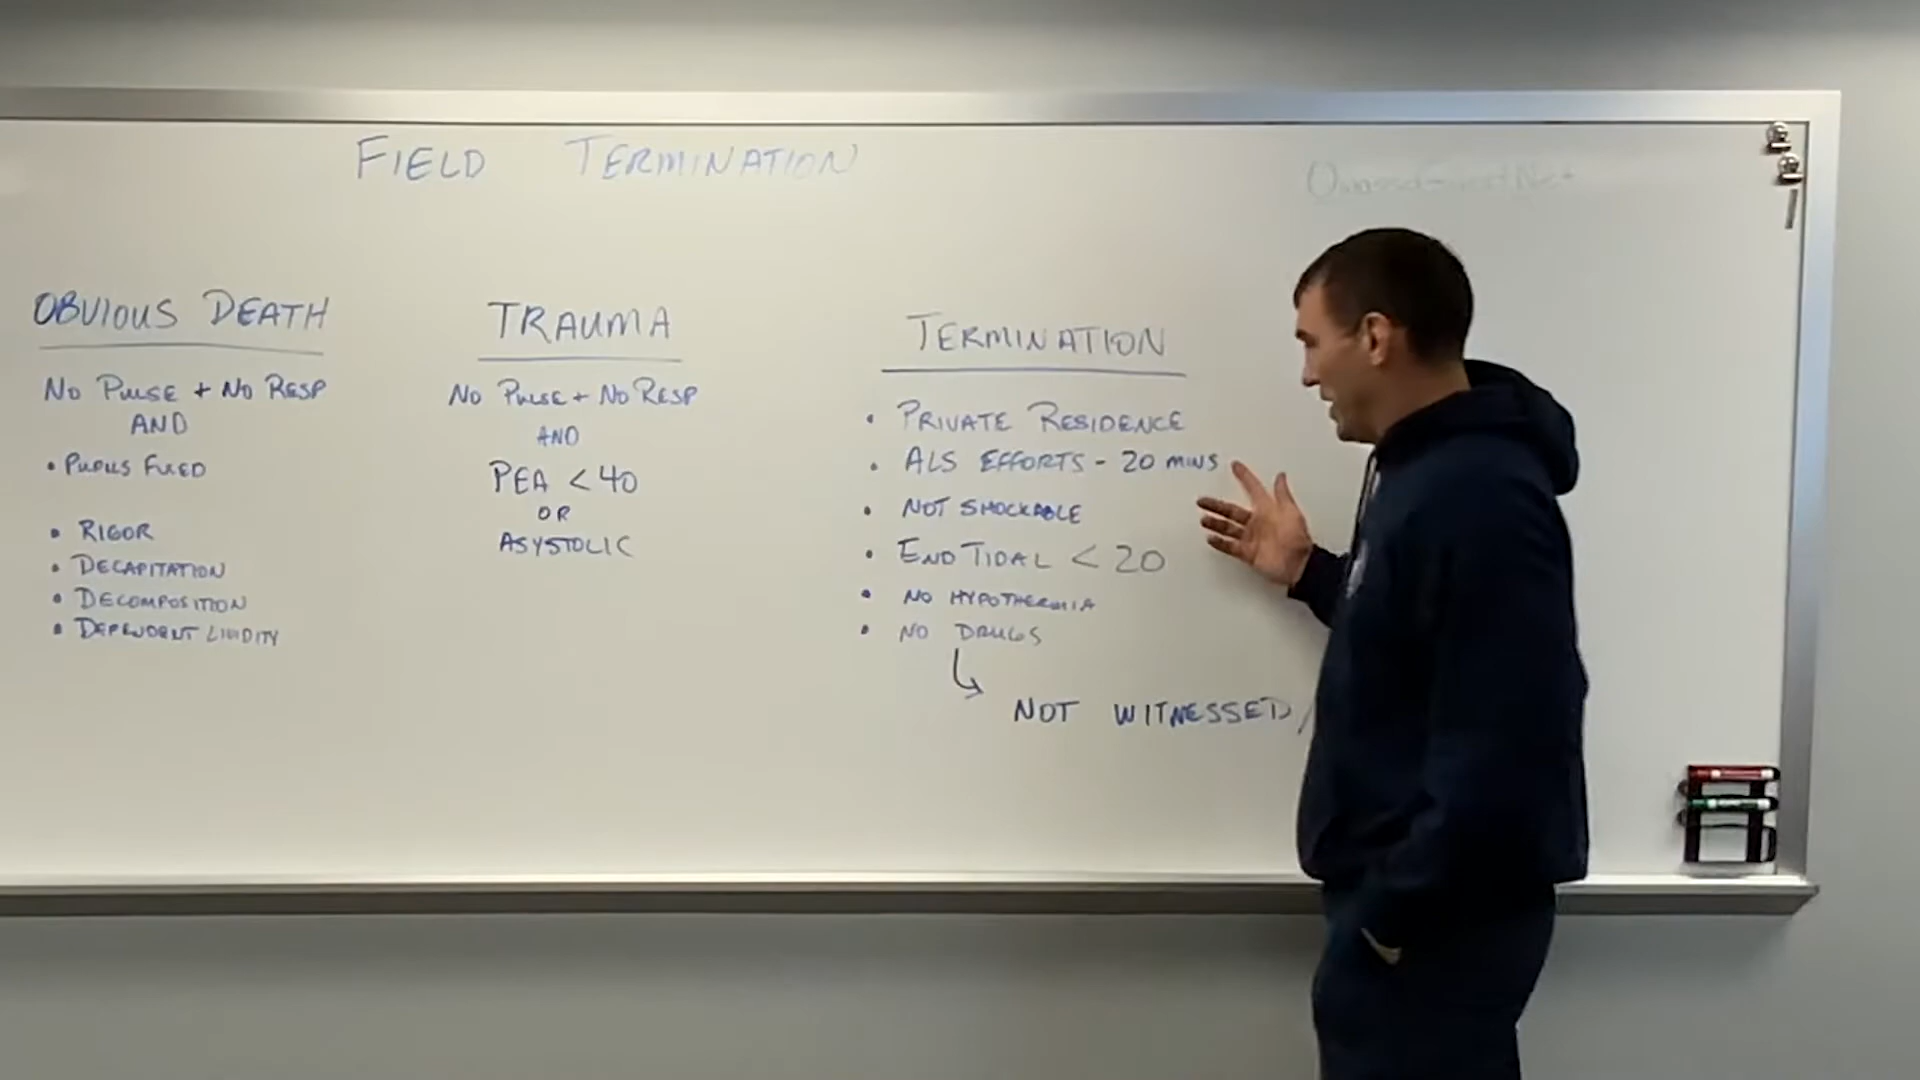 FIELD TERMINATION
OBVIOUS DEATH
NO PULSE + NO RESP
AND
• PUPILS FIXED
• RIGOR
• DECAPITATION
• DECOMPOSITION
• DEPENDENT LIVIDITY
TRAUMA
NO PULSE + NO RESP
AND
PEA < 40
OR
ASYSTOLIC
TERMINATION
• PRIVATE RESIDENCE
• ALS EFFORTS - 20 MINS
• NOT SHOCKABLE
• END TIDAL < 20
• NO HYPOTHERMIA
• NO DRUGS
↳ NOT WITNESSED/